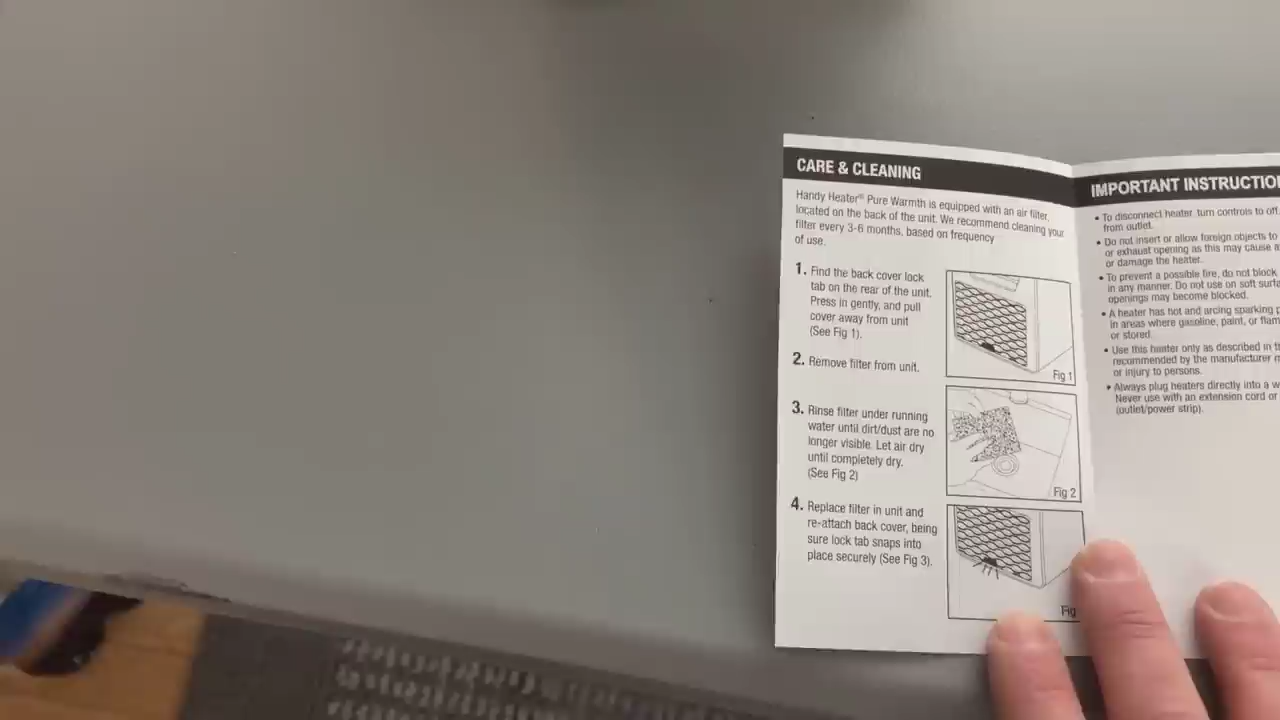 CARE & CLEANING
Handy Heater® Pure Warmth is equipped with an air filter,
located on the back of the unit. We recommend cleaning your
filter every 3-6 months, based on frequency
of use.
1. Find the back cover lock
tab on the rear of the unit.
Press in gently, and pull
cover away from unit
(See Fig 1).
Fig 1
2. Remove filter from unit.
3. Rinse filter under running
water until dirt/dust are no
longer visible. Let air dry
until completely dry.
(See Fig 2)
Fig 2
4. Replace filter in unit and
re-attach back cover, being
sure lock tab snaps into
place securely (See Fig 3).
Fig
IMPORTANT INSTRUCTIO
• To disconnect heater turn controls to off
from outlet.
• Do not insert or allow foreign objects to
or exhaust opening as this may cause
or damage the heater.
• To prevent a possible fire, do not block
in any manner. Do not use on soft
openings may become blocked.
• A heater has hot and arcing sparking
in areas where gasoline, paint, or
or stored.
• Use this heater only as described in
recommended by the manufacturer
or injury to persons.
• Always plug heaters directly into a
Never use with an extension cord or
(outlet/power strip).